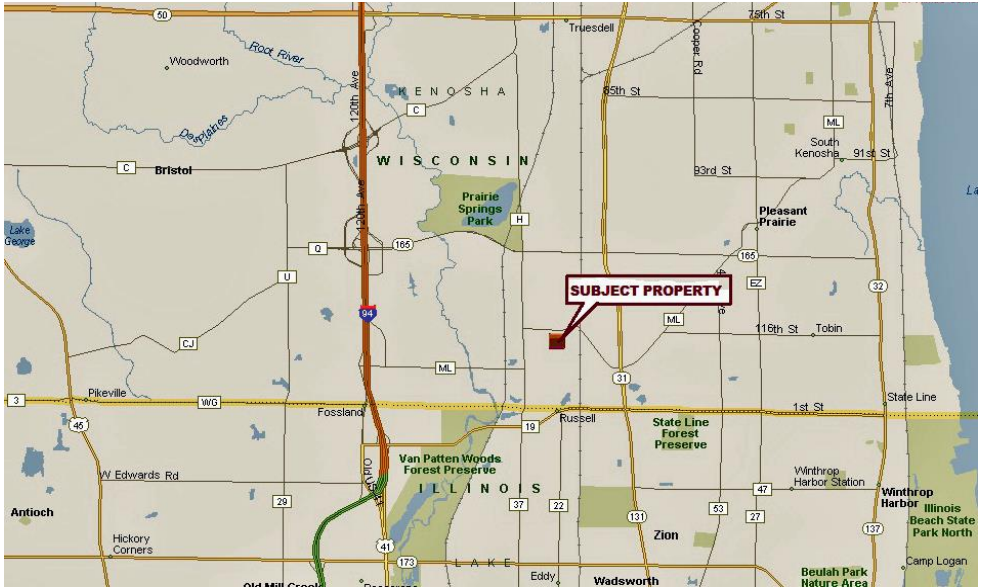 50
75th St
Truesdell
Root River
Woodworth
Cooper Rd
7th Ave
120th Ave
KENOSHA
85th St
C
Desplaines
ML
South
Kenosha
91st St
WISCONSIN
C
Bristol
93rd St
Prairie
Springs
Park
120th Ave
H
Pleasant
Prairie
Lake
George
Q
165
165
U
EZ
32
SUBJECT PROPERTY
94
ML
116th St
Tobin
CJ
ML
31
Pikeville
3
WG
Fossland
1st St
State Line
Russell
19
45
State Line
Forest
Preserve
Van Patten Woods
Forest Preserve
W Edwards Rd
Winthrop
Harbor Station
ILLINOIS
47
Winthrop
Harbor
29
37
22
53
27
131
Antioch
Illinois
Beach State
Park North
137
Zion
Hickory
Corners
41
173
LAKE
Camp Logan
Eddy
Wadsworth
Beulah Park
Nature Area